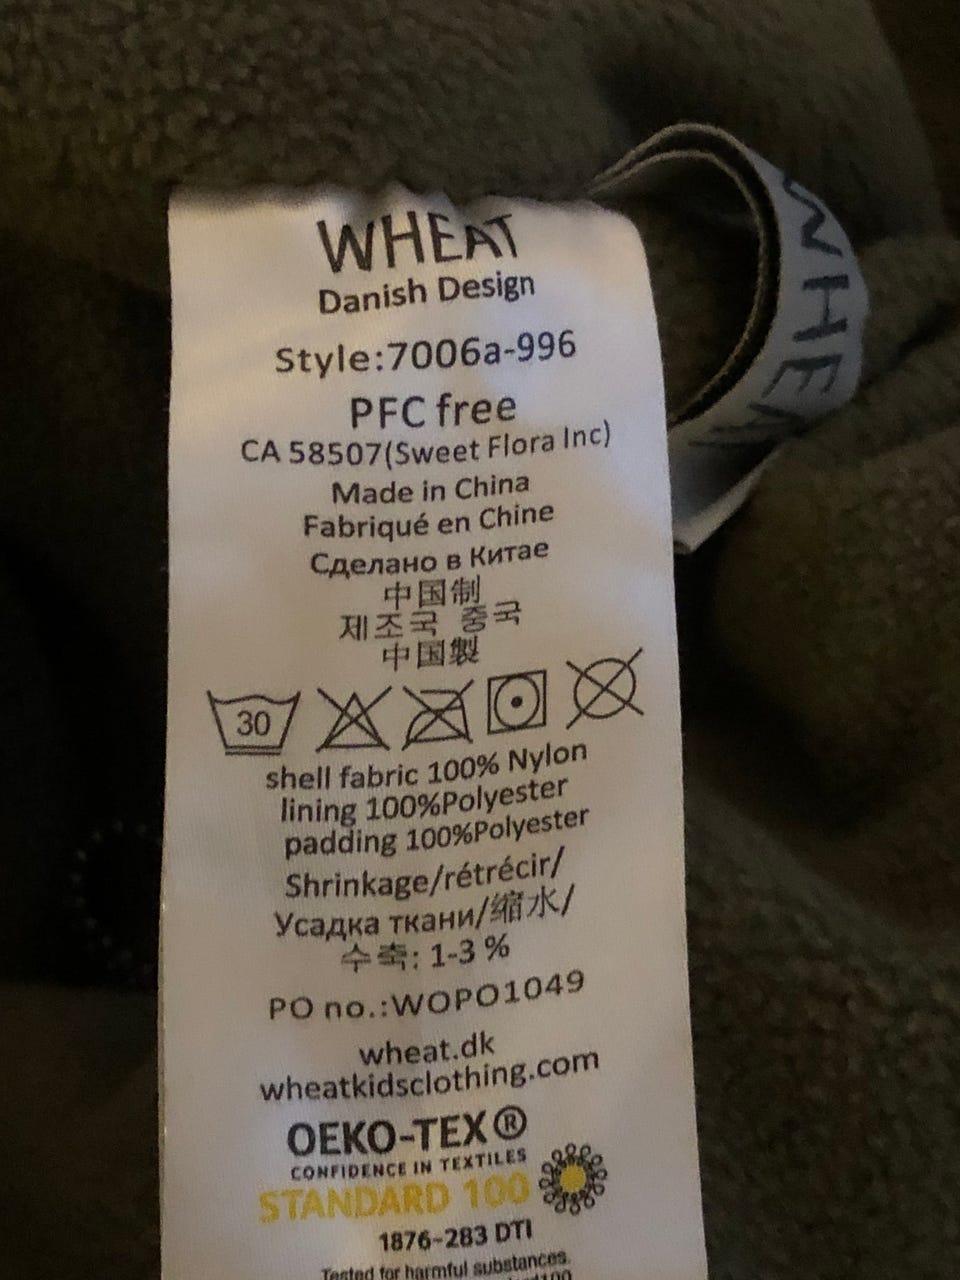 WHEAT
Danish Design
Style:7006a-996
PFC free
CA 58507(Sweet Flora Inc)
Made in China
Fabriqué en Chine
Сделано в Китае
中国制
제조국 중국
中国製
30
shell fabric 100% Nylon
lining 100%Polyester
padding 100%Polyester
Shrinkage/rétrécir/
Усадка ткани/缩水/
수축: 1-3 %
PO no.:WOPO1049
wheat.dk
wheatkidsclothing.com
OEKO-TEX®
CONFIDENCE IN TEXTILES
STANDARD 100
1876-283 DTI
Tested for harmful substances.
WHEAT